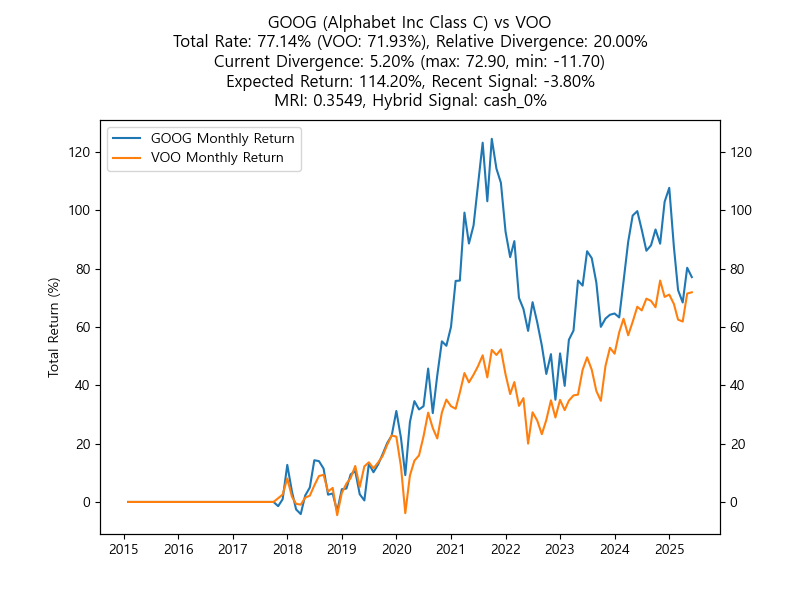 GOOG (Alphabet Inc Class C) vs VOO
Total Rate: 77.14% (VOO: 71.93%), Relative Divergence: 20.00%
Current Divergence: 5.20% (max: 72.90, min: -11.70)
Expected Return: 114.20%, Recent Signal: -3.80%
MRI: 0.3549, Hybrid Signal: cash_0%
GOOG Monthly Return
VOO Monthly Return
Total Return (%)
120 120
100 100
80 80
60 60
40 40
20 20
0 0
2015 2016 2017 2018 2019 2020 2021 2022 2023 2024 2025